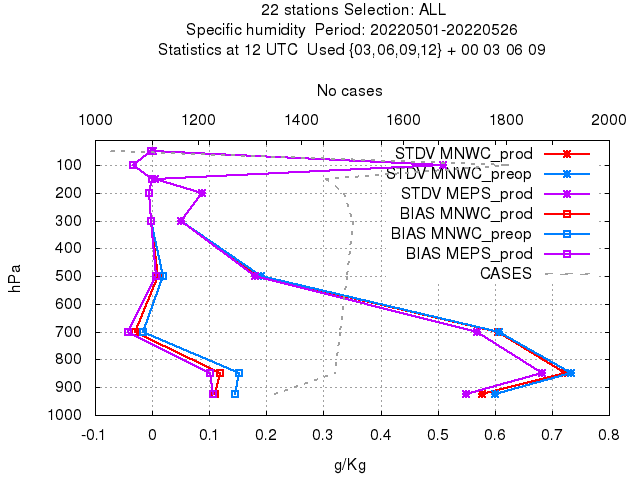 22 stations Selection: ALL
Specific humidity  Period: 20220501-20220526
Statistics at 12 UTC  Used {03,06,09,12} + 00 03 06 09
No cases
1000 1200 1400 1600 1800 2000
STDV MNWC_prod
100
STDV MNWC_preop
200
STDV MEPS_prod
BIAS MNWC_prod
300
BIAS MNWC_preop
400
BIAS MEPS_prod
CASES
500
hPa
600
700
800
900
1000
-0.1 0 0.1 0.2 0.3 0.4 0.5 0.6 0.7 0.8
g/Kg